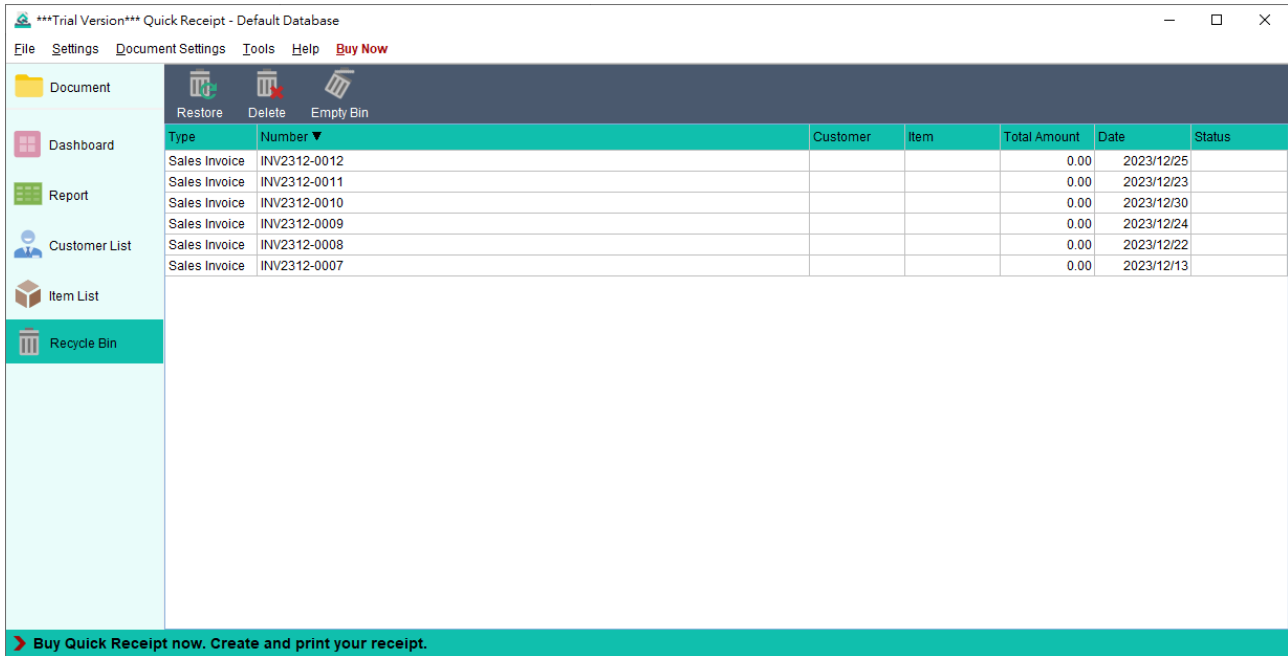 ***Trial Version*** Quick Receipt - Default Database
File Settings Document Settings Tools Help Buy Now
Document
Restore Delete Empty Bin
Dashboard
Report
Customer List
Item List
Recycle Bin
Type Number ▼ Customer Item Total Amount Date Status
Sales Invoice INV2312-0012 0.00 2023/12/25
Sales Invoice INV2312-0011 0.00 2023/12/23
Sales Invoice INV2312-0010 0.00 2023/12/30
Sales Invoice INV2312-0009 0.00 2023/12/24
Sales Invoice INV2312-0008 0.00 2023/12/22
Sales Invoice INV2312-0007 0.00 2023/12/13
Buy Quick Receipt now. Create and print your receipt.